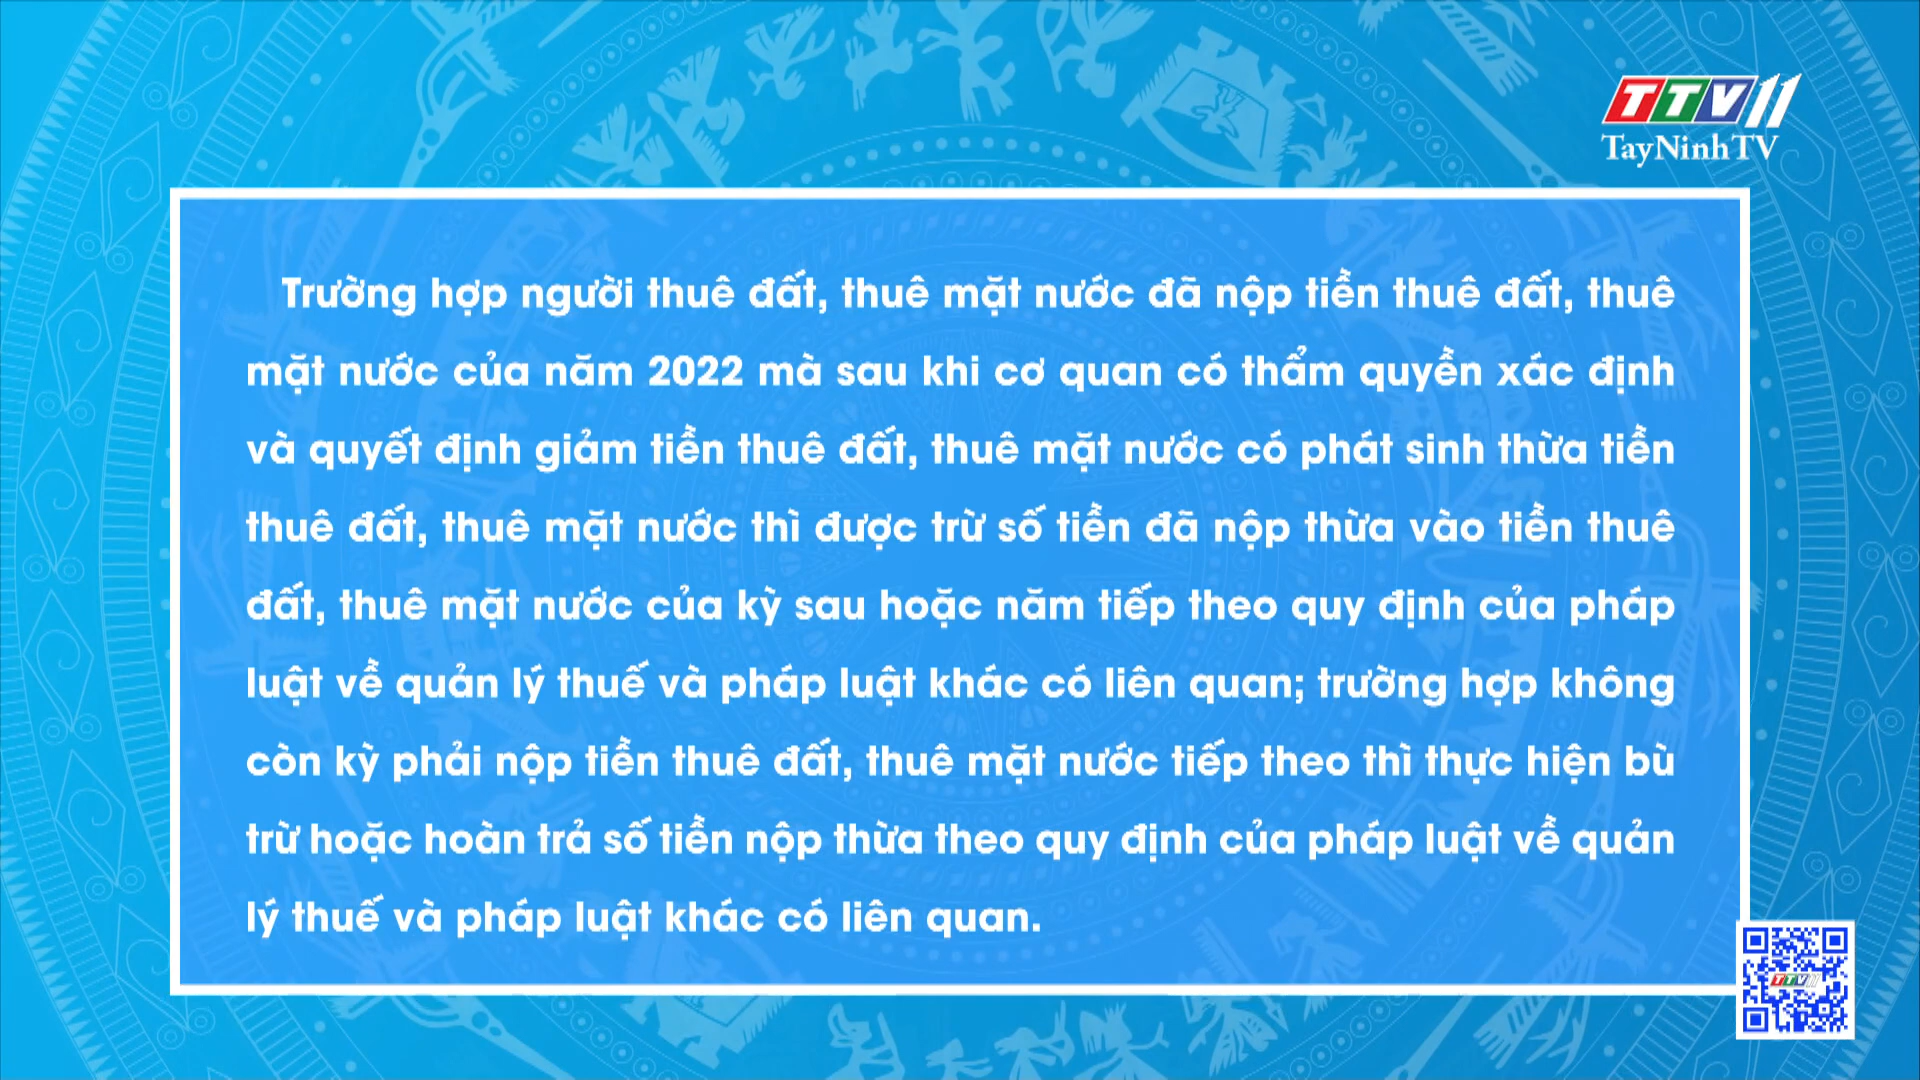 TTV11
TayNinhTV
Trường hợp người thuê đất, thuê mặt nước đã nộp tiền thuê đất, thuê
mặt nước của năm 2022 mà sau khi cơ quan có thẩm quyền xác định
và quyết định giảm tiền thuê đất, thuê mặt nước có phát sinh thừa tiền
thuê đất, thuê mặt nước thì được trừ số tiền đã nộp thừa vào tiền thuê
đất, thuê mặt nước của kỳ sau hoặc năm tiếp theo quy định của pháp
luật về quản lý thuế và pháp luật khác có liên quan; trường hợp không
còn kỳ phải nộp tiền thuê đất, thuê mặt nước tiếp theo thì thực hiện bù
trừ hoặc hoàn trả số tiền nộp thừa theo quy định của pháp luật về quản
lý thuế và pháp luật khác có liên quan.
TTV11